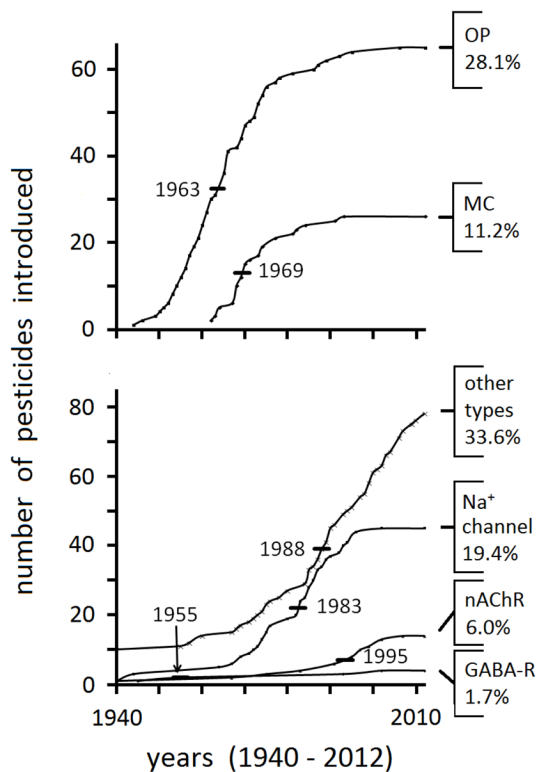 number of pesticides introduced
60
40
20
0
1963
1969
OP
28.1%
MC
11.2%
80
60
40
20
0
1955
1988
1983
1995
other
types
33.6%
Na⁺
channel
19.4%
nAChR
6.0%
GABA-R
1.7%
1940
2010
years (1940 - 2012)